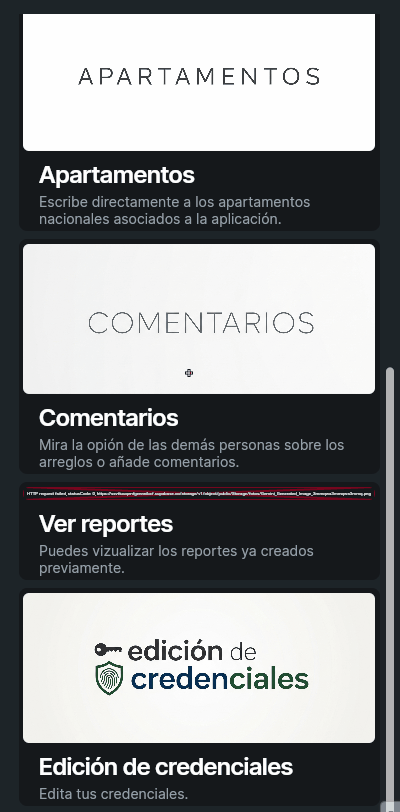 APARTAMENTOS
Apartamentos
Escribe directamente a los apartamentos
nacionales asociados a la aplicación.
COMENTARIOS
Comentarios
Mira la opión de las demás personas sobre los
arreglos o añade comentarios.
HTTP request failed, statusCode: 0,
Ver reportes
Puedes vizualizar los reportes ya creados
previamente.
edición de
credenciales
Edición de credenciales
Edita tus credenciales.